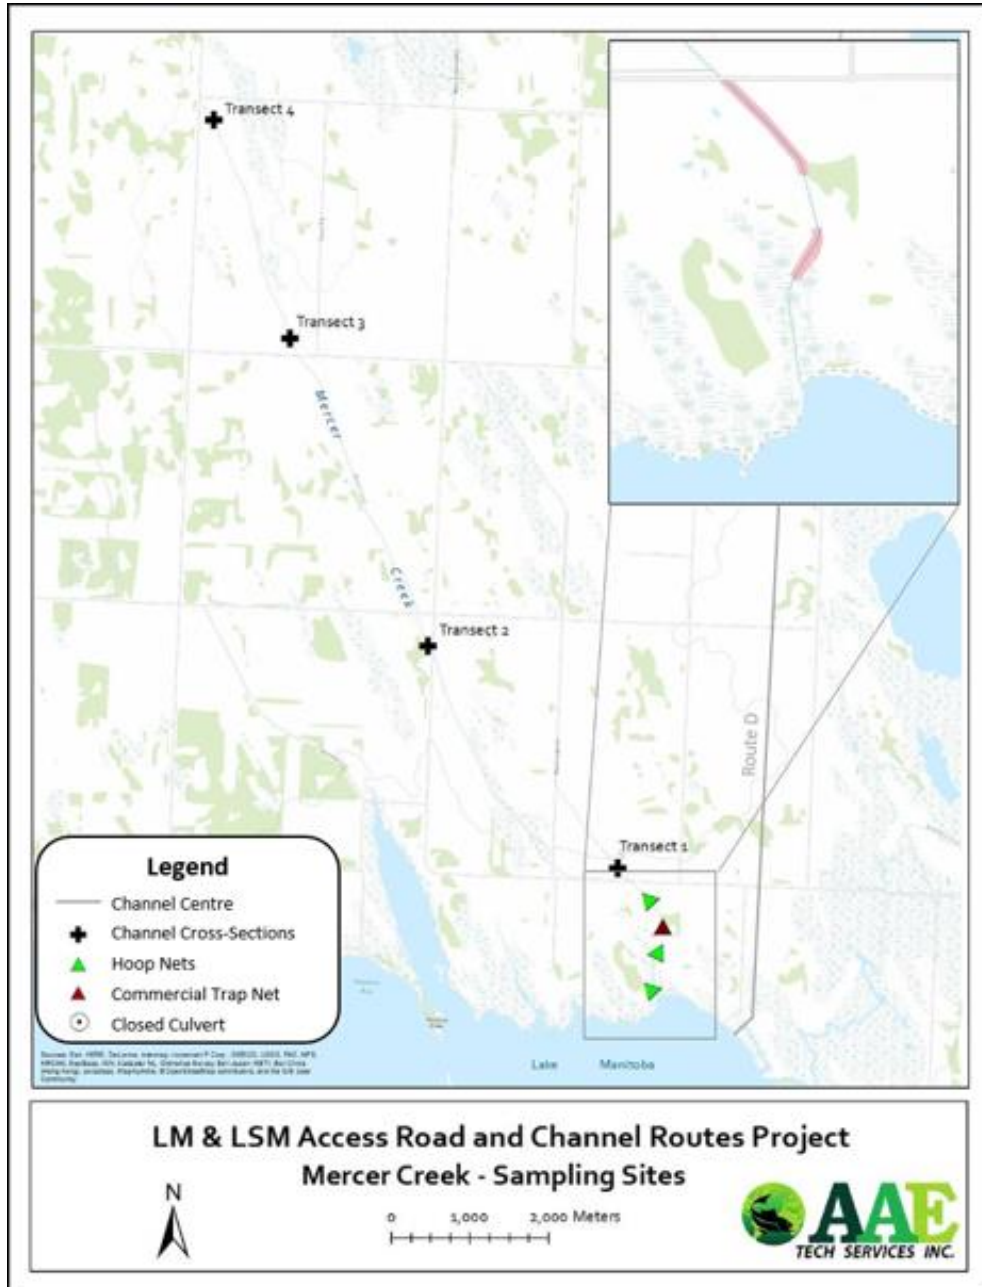 Transect 4
Transect 3
Mercer
Creek
Transect 2
Route D
Transect 1
Legend
Channel Centre
Channel Cross-Sections
Hoop Nets
Commercial Trap Net
Closed Culvert
Lake Manitoba
LM & LSM Access Road and Channel Routes Project
Mercer Creek - Sampling Sites
N
0 1,000 2,000 Meters
AAE
TECH SERVICES INC.